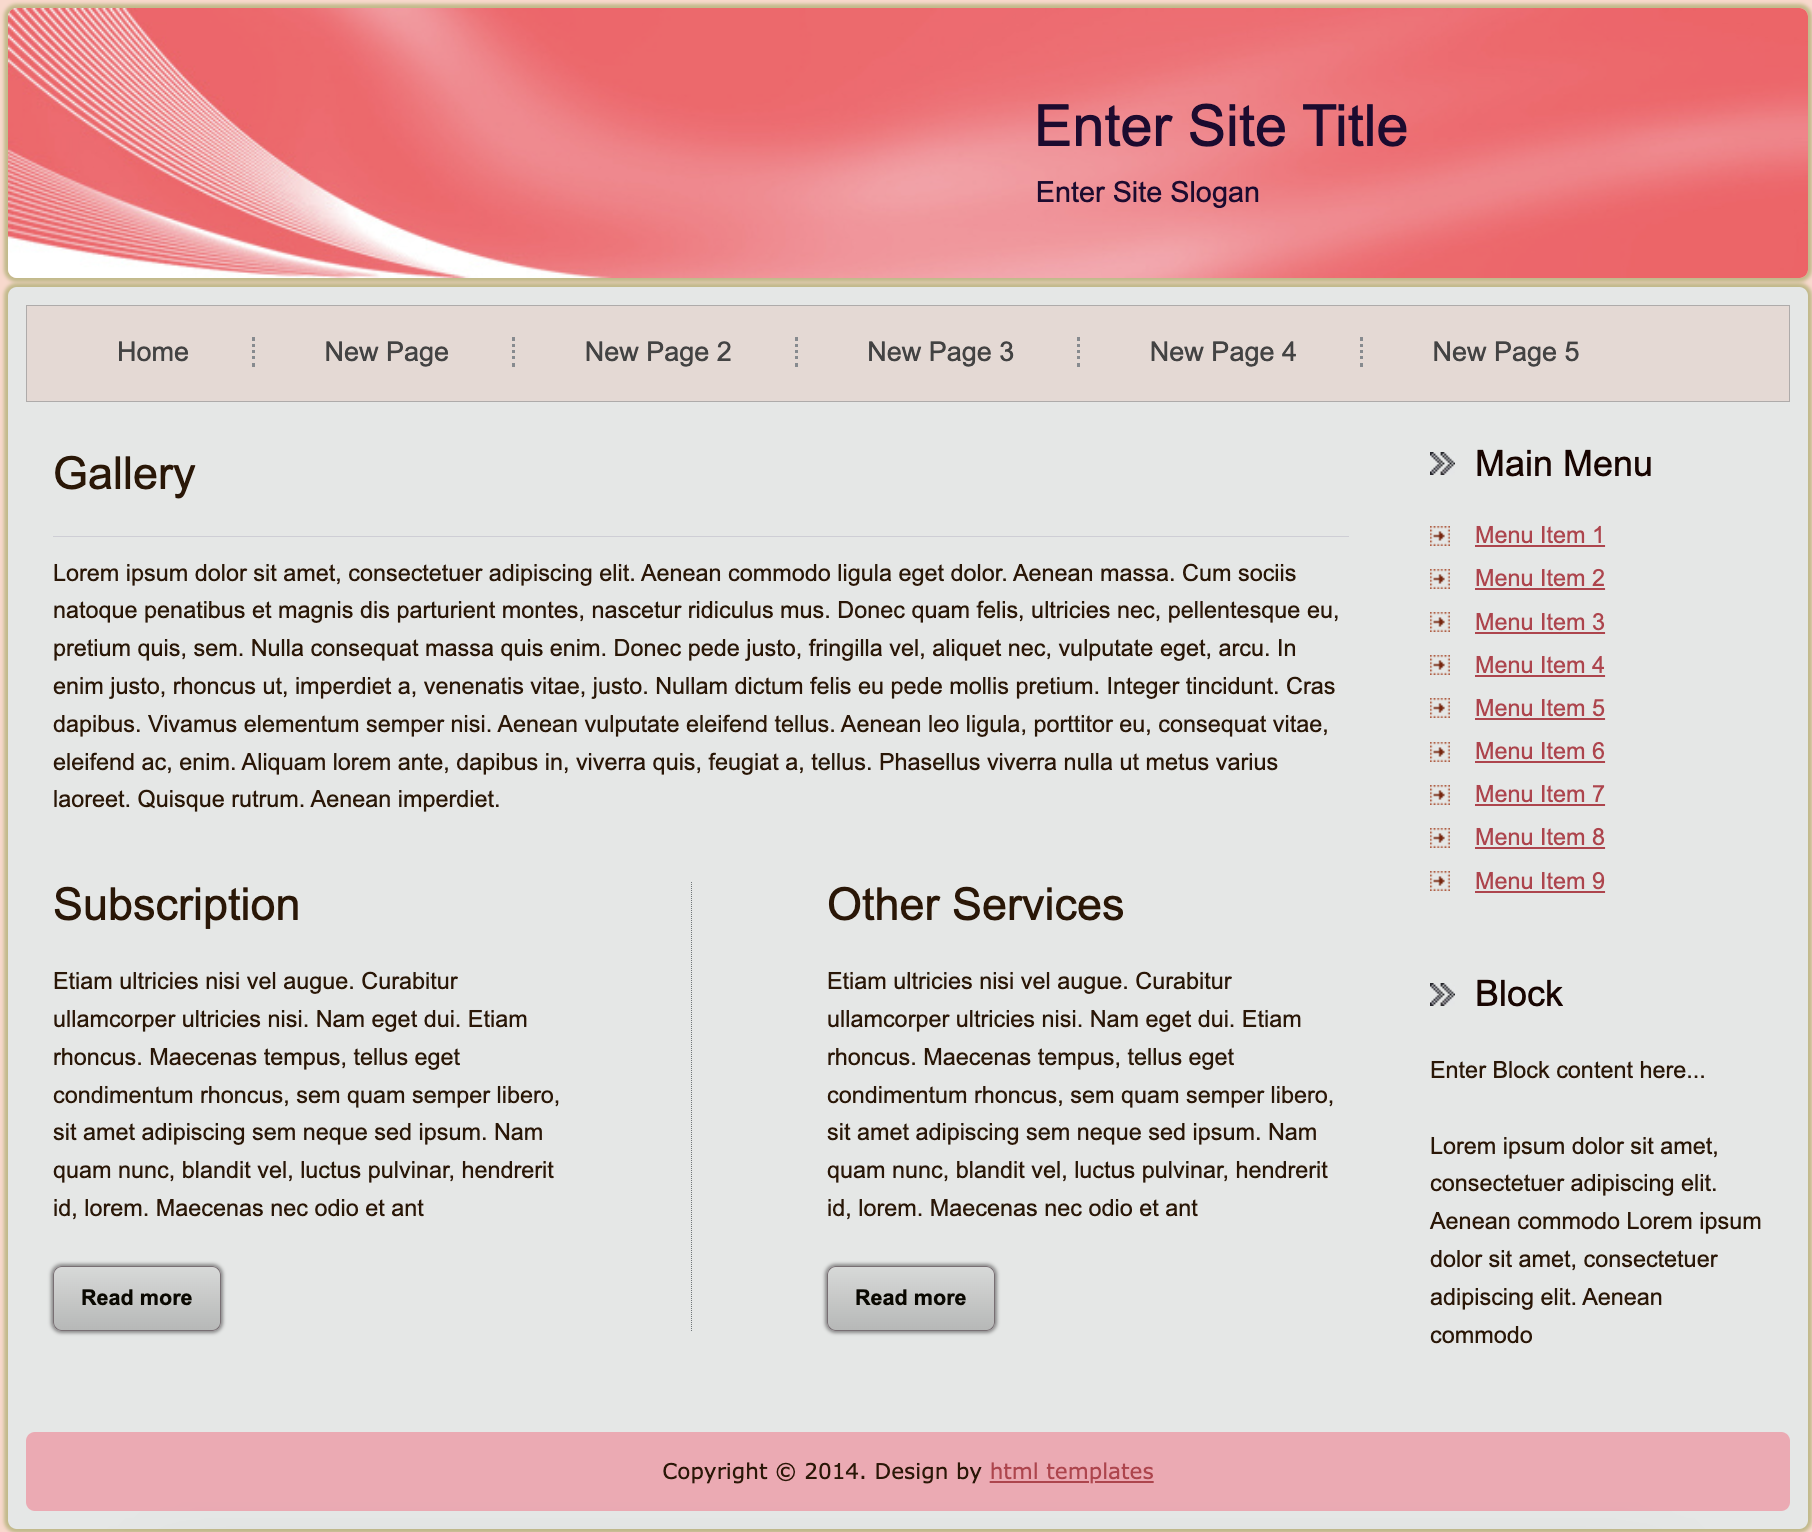 Enter Site Title
Enter Site Slogan
Home New Page New Page 2 New Page 3 New Page 4 New Page 5
Gallery
Lorem ipsum dolor sit amet, consectetuer adipiscing elit. Aenean commodo ligula eget dolor. Aenean massa. Cum sociis
natoque penatibus et magnis dis parturient montes, nascetur ridiculus mus. Donec quam felis, ultricies nec, pellentesque eu,
pretium quis, sem. Nulla consequat massa quis enim. Donec pede justo, fringilla vel, aliquet nec, vulputate eget, arcu. In
enim justo, rhoncus ut, imperdiet a, venenatis vitae, justo. Nullam dictum felis eu pede mollis pretium. Integer tincidunt. Cras
dapibus. Vivamus elementum semper nisi. Aenean vulputate eleifend tellus. Aenean leo ligula, porttitor eu, consequat vitae,
eleifend ac, enim. Aliquam lorem ante, dapibus in, viverra quis, feugiat a, tellus. Phasellus viverra nulla ut metus varius
laoreet. Quisque rutrum. Aenean imperdiet.
Subscription
Etiam ultricies nisi vel augue. Curabitur
ullamcorper ultricies nisi. Nam eget dui. Etiam
rhoncus. Maecenas tempus, tellus eget
condimentum rhoncus, sem quam semper libero,
sit amet adipiscing sem neque sed ipsum. Nam
quam nunc, blandit vel, luctus pulvinar, hendrerit
id, lorem. Maecenas nec odio et ant
Read more
Other Services
Etiam ultricies nisi vel augue. Curabitur
ullamcorper ultricies nisi. Nam eget dui. Etiam
rhoncus. Maecenas tempus, tellus eget
condimentum rhoncus, sem quam semper libero,
sit amet adipiscing sem neque sed ipsum. Nam
quam nunc, blandit vel, luctus pulvinar, hendrerit
id, lorem. Maecenas nec odio et ant
Read more
Main Menu
Menu Item 1
Menu Item 2
Menu Item 3
Menu Item 4
Menu Item 5
Menu Item 6
Menu Item 7
Menu Item 8
Menu Item 9
Block
Enter Block content here...
Lorem ipsum dolor sit amet,
consectetuer adipiscing elit.
Aenean commodo Lorem ipsum
dolor sit amet, consectetuer
adipiscing elit. Aenean
commodo
Copyright © 2014. Design by html templates